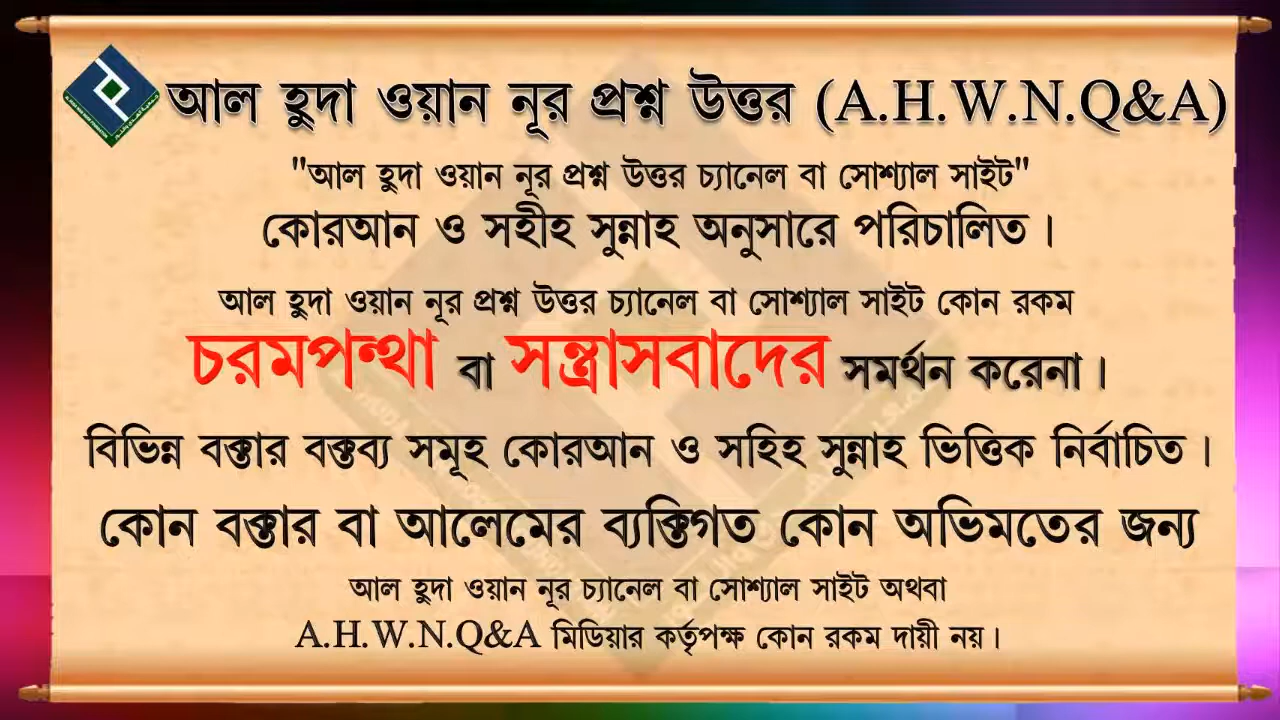 আল হুদা ওয়ান নূর প্রশ্ন উত্তর (A.H.W.N.Q&A)
"আল হুদা ওয়ান নূর প্রশ্ন উত্তর চ্যানেল বা সোশ্যাল সাইট"
কোরআন ও সহীহ সুন্নাহ অনুসারে পরিচালিত।
আল হুদা ওয়ান নূর প্রশ্ন উত্তর চ্যানেল বা সোশ্যাল সাইট কোন রকম
চরমপন্থা বা সন্ত্রাসবাদের সমর্থন করেনা।
বিভিন্ন বক্তার বক্তব্য সমূহ কোরআন ও সহিহ সুন্নাহ ভিত্তিক নির্বাচিত।
কোন বক্তার বা আলেমের ব্যক্তিগত কোন অভিমতের জন্য
আল হুদা ওয়ান নূর চ্যানেল বা সোশ্যাল সাইট অথবা
A.H.W.N.Q&A মিডিয়ার কর্তৃপক্ষ কোন রকম দায়ী নয়।